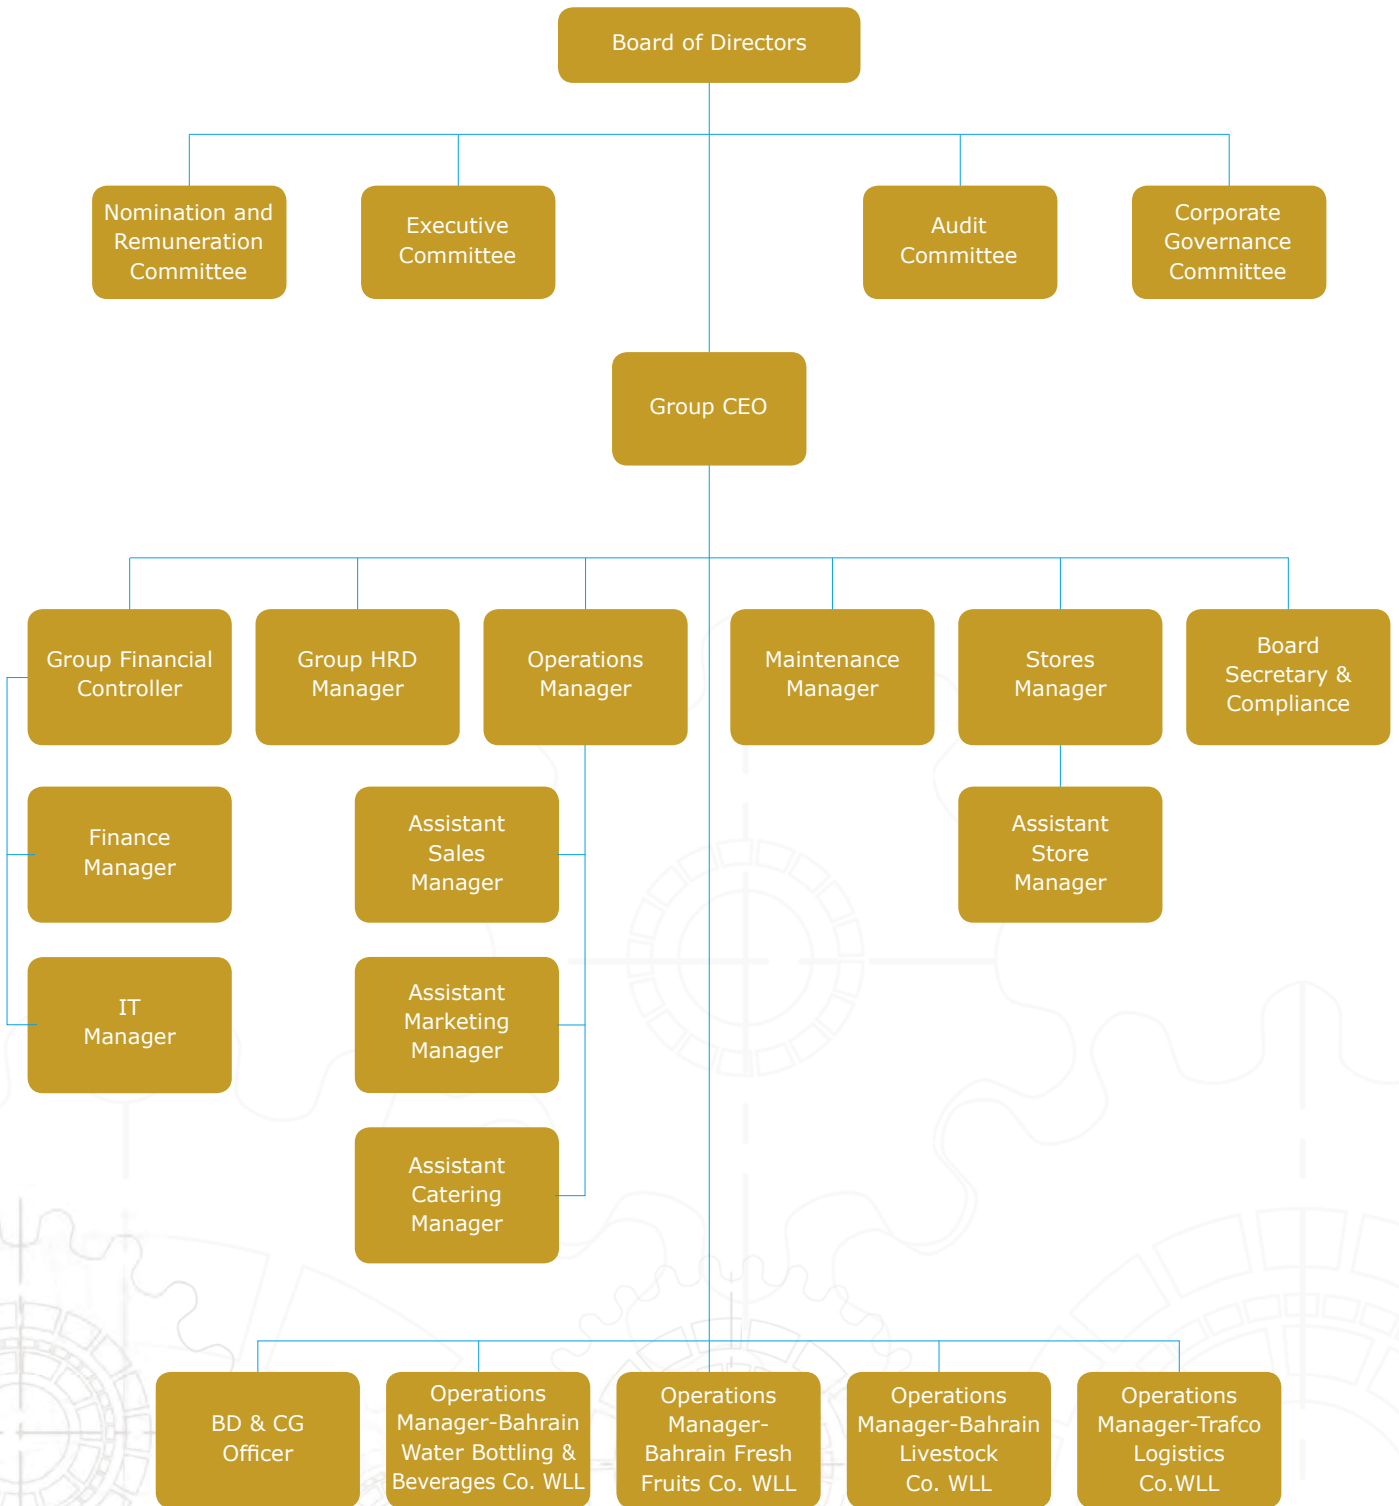 Board of Directors
Nomination and
Remuneration
Committee
Executive
Committee
Audit
Committee
Corporate
Governance
Committee
Group CEO
Group Financial
Controller
Group HRD
Manager
Operations
Manager
Maintenance
Manager
Stores
Manager
Board
Secretary &
Compliance
Finance
Manager
Assistant
Sales
Manager
Assistant
Store
Manager
IT
Manager
Assistant
Marketing
Manager
Assistant
Catering
Manager
BD & CG
Officer
Operations
Manager-Bahrain
Water Bottling &
Beverages Co. WLL
Operations
Manager-
Bahrain Fresh
Fruits Co. WLL
Operations
Manager-Bahrain
Livestock
Co. WLL
Operations
Manager-Trafco
Logistics
Co.WLL